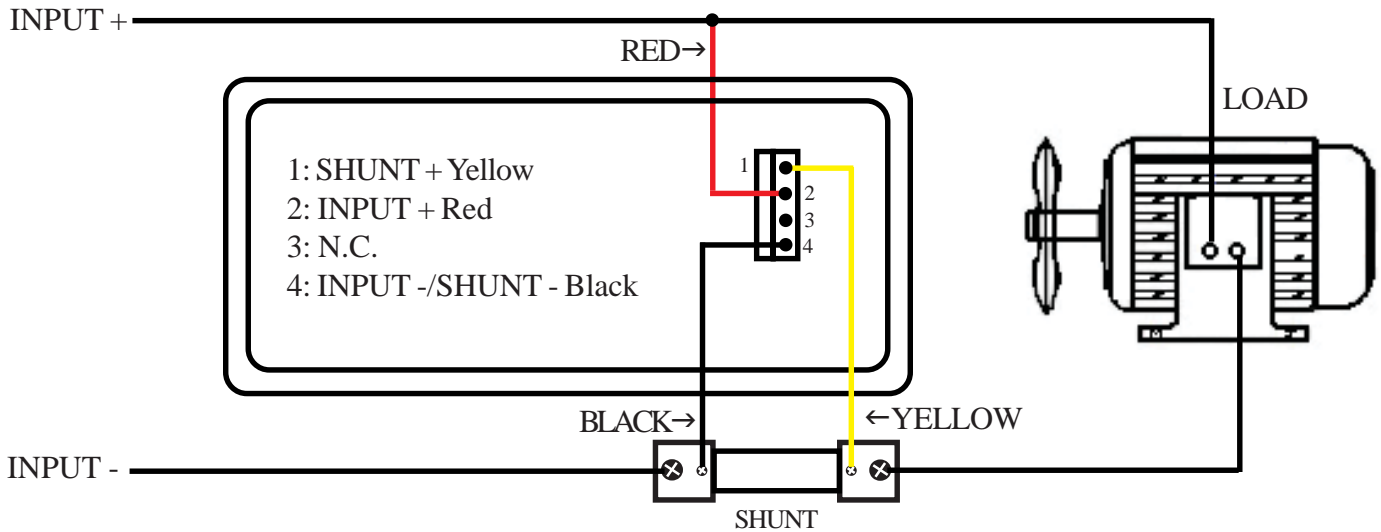 INPUT +
RED→
LOAD
1: SHUNT + Yellow
2: INPUT + Red
3: N.C.
4: INPUT -/SHUNT - Black
1
2
3
4
BLACK→
←YELLOW
INPUT -
SHUNT